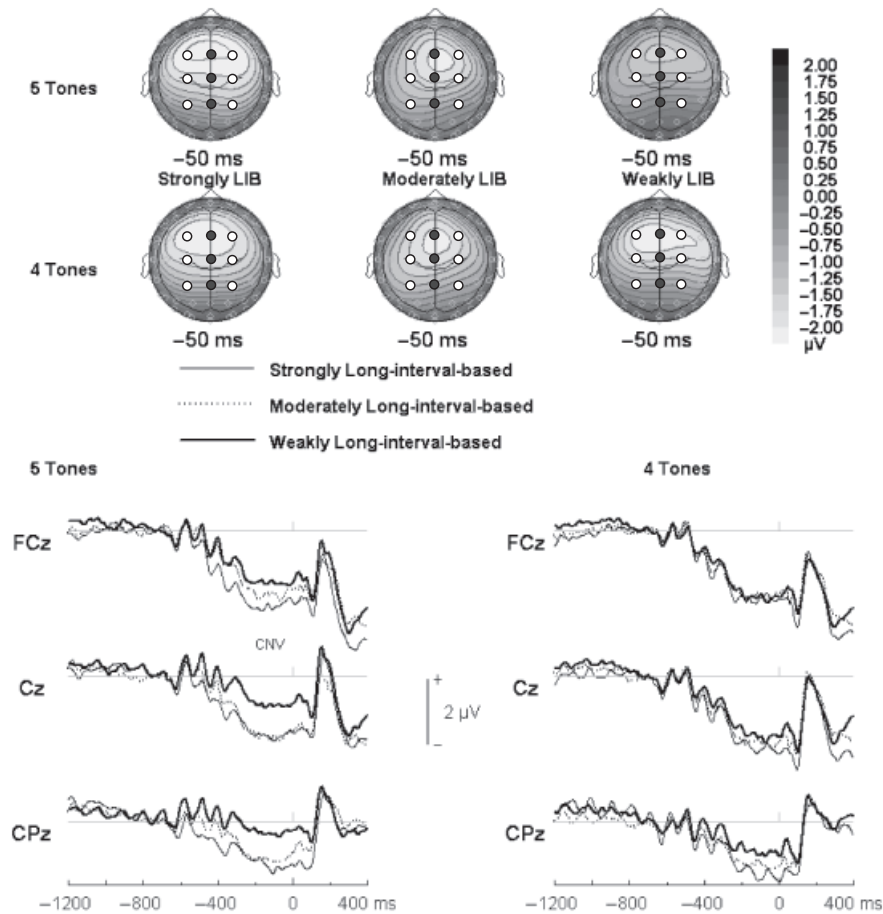 5 Tones
–50 ms –50 ms –50 ms
Strongly LIB Moderately LIB Weakly LIB
4 Tones
–50 ms –50 ms –50 ms
2.00
1.75
1.50
1.25
1.00
0.75
0.50
0.25
0.00
–0.25
–0.50
–0.75
–1.00
–1.25
–1.50
–1.75
–2.00
µV
Strongly Long-interval-based
Moderately Long-interval-based
Weakly Long-interval-based
5 Tones 4 Tones
FCz FCz
CNV
Cz Cz
+
2 µV
–
CPz CPz
–1200 –800 –400 0 400 ms –1200 –800 –400 0 400 ms